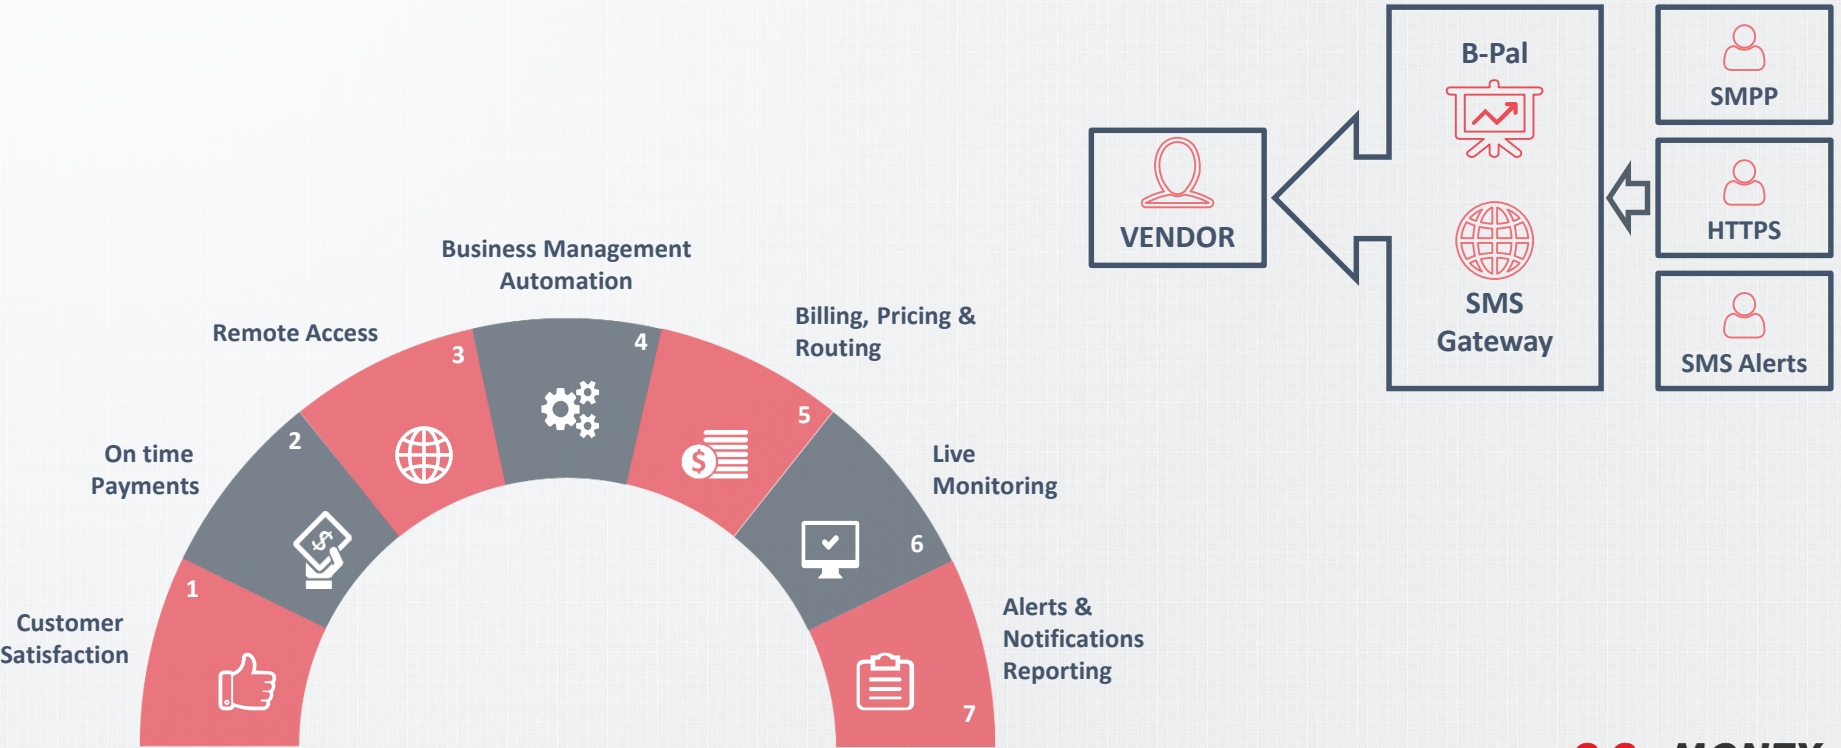 Customer
Satisfaction
1
On time
Payments
2
Remote Access
3
Business Management
Automation
4
Billing, Pricing &
Routing
5
Live
Monitoring
6
Alerts &
Notifications
Reporting
7
VENDOR
B-Pal
SMS
Gateway
SMPP
HTTPS
SMS Alerts
$
$
MONEY